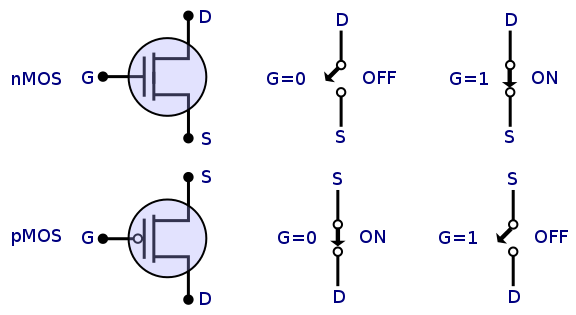 D D D
nMOS G G=0 OFF G=1 ON
S S S
S S S
pMOS G G=0 ON G=1 OFF
D D D